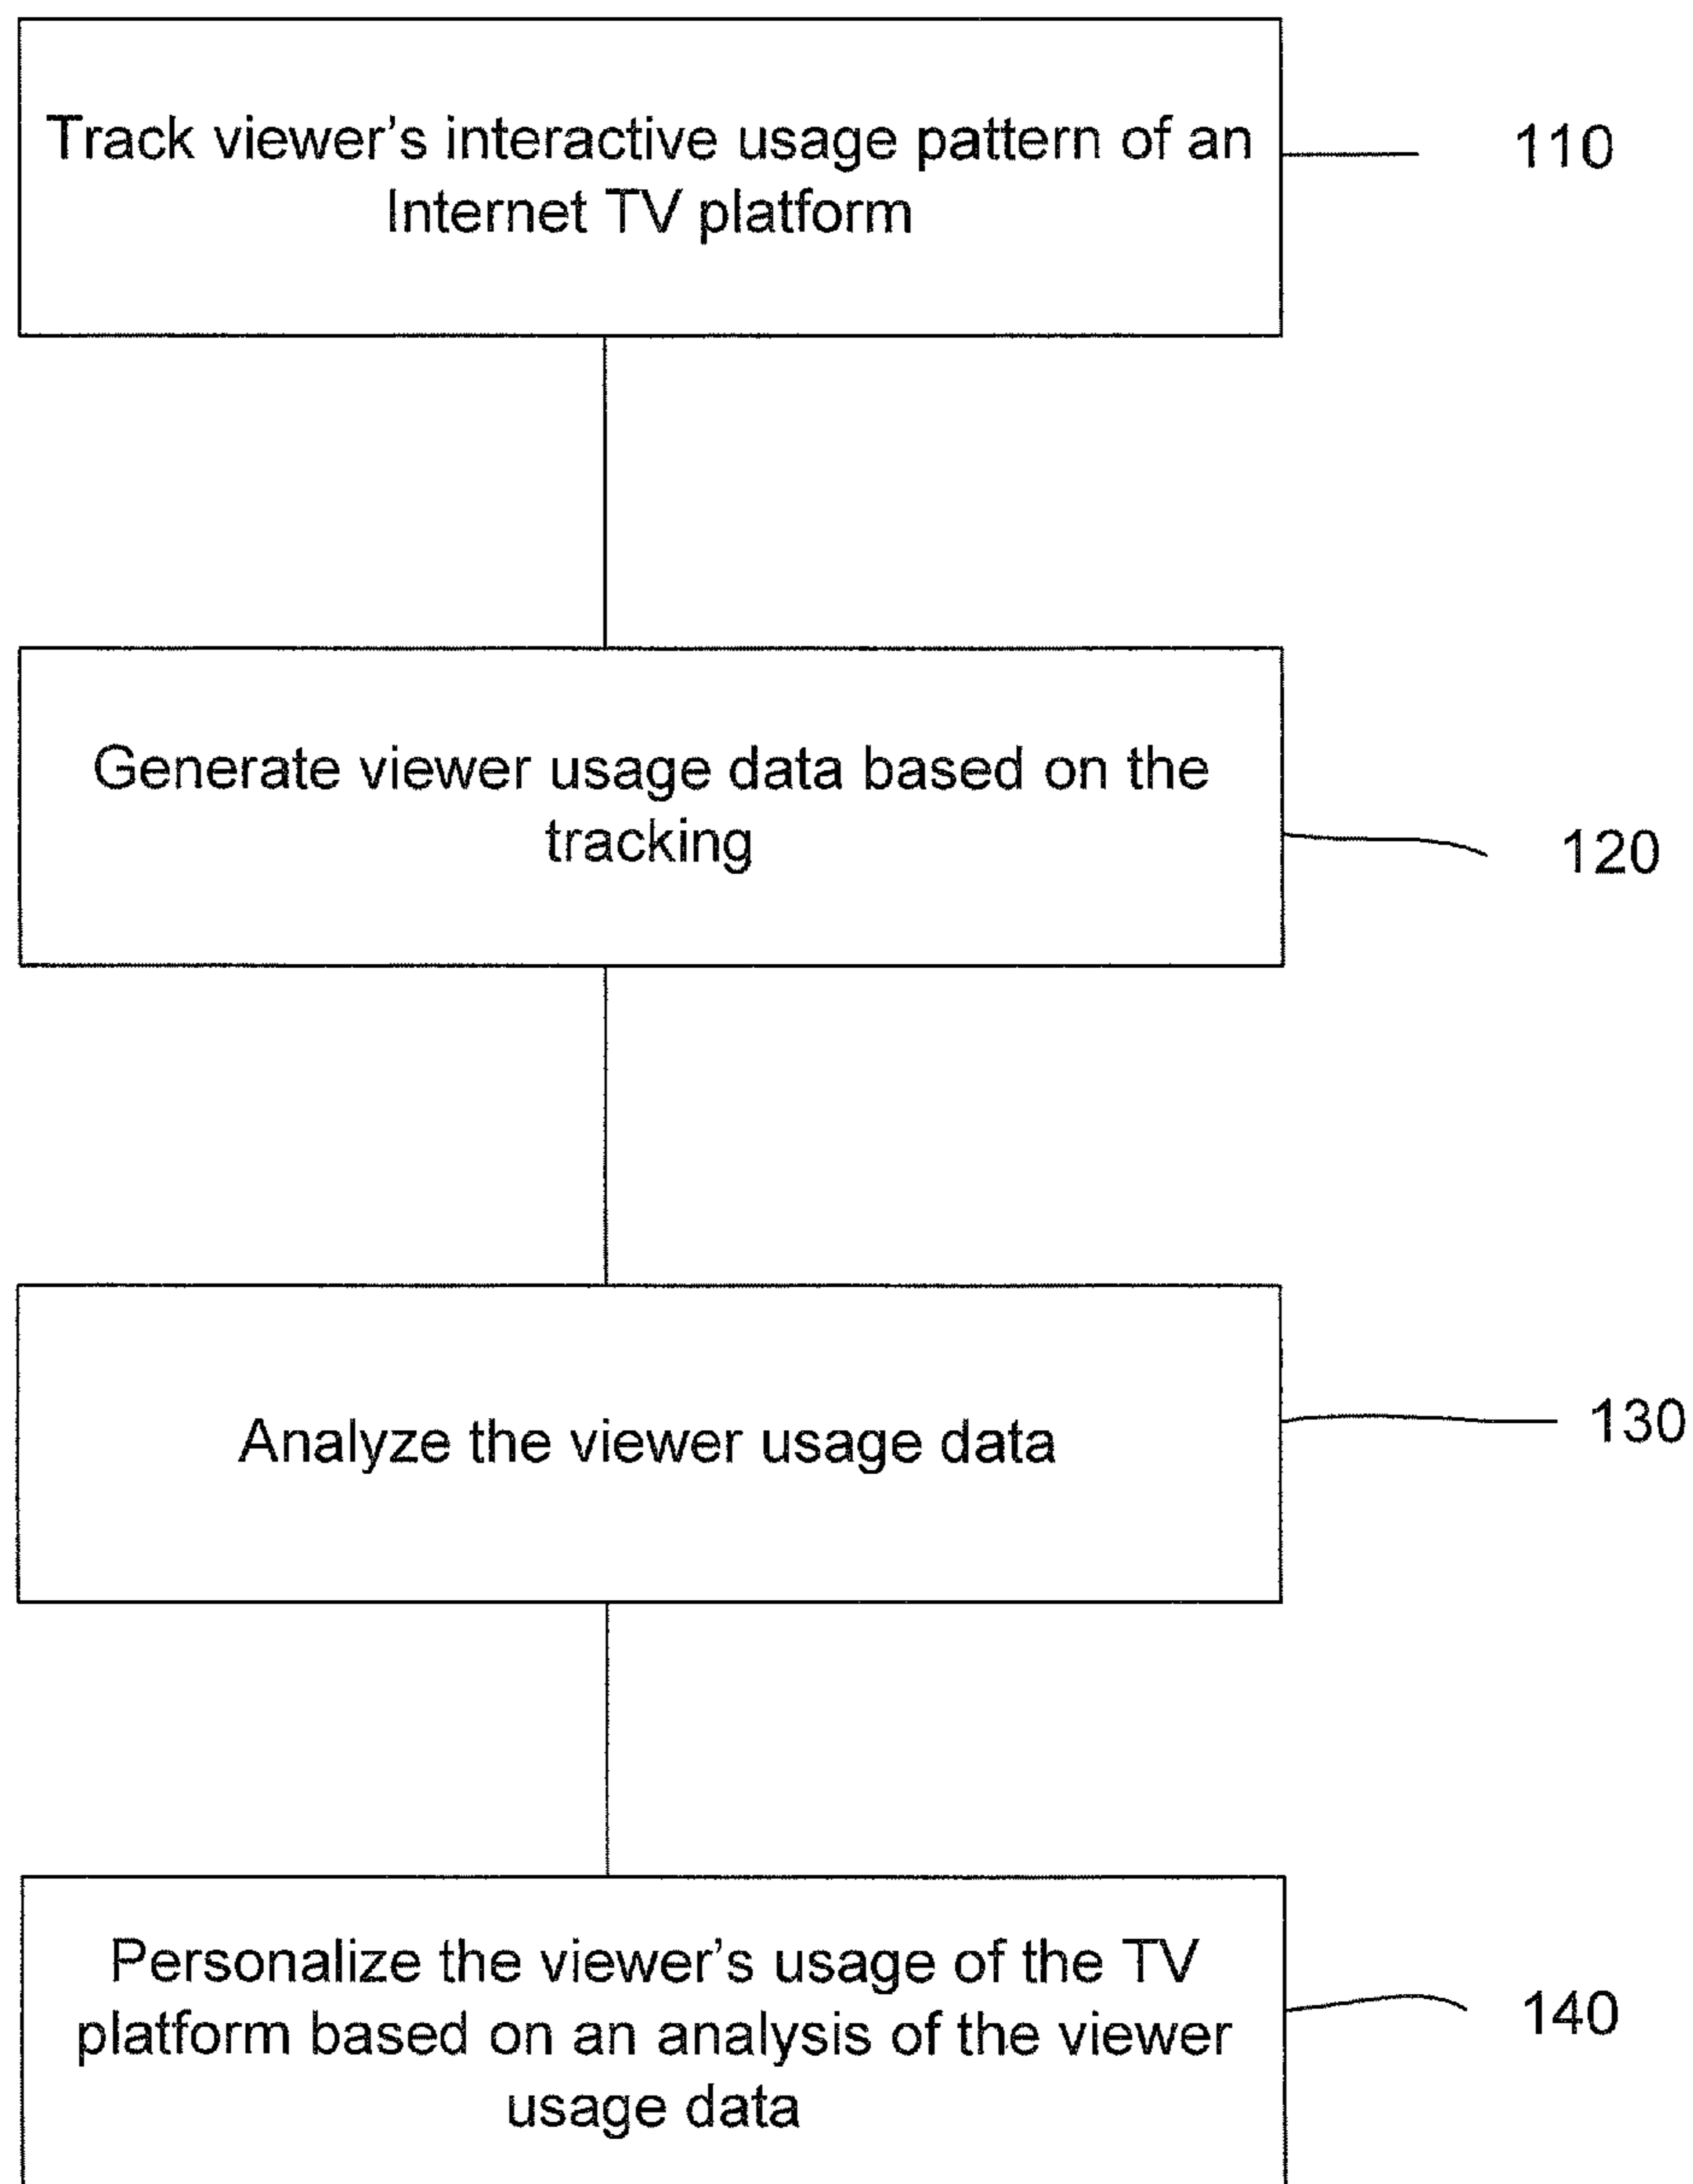 Track viewer's interactive usage pattern of an
Internet TV platform
110
Generate viewer usage data based on the
tracking
120
Analyze the viewer usage data
130
Personalize the viewer's usage of the TV
platform based on an analysis of the viewer
usage data
140